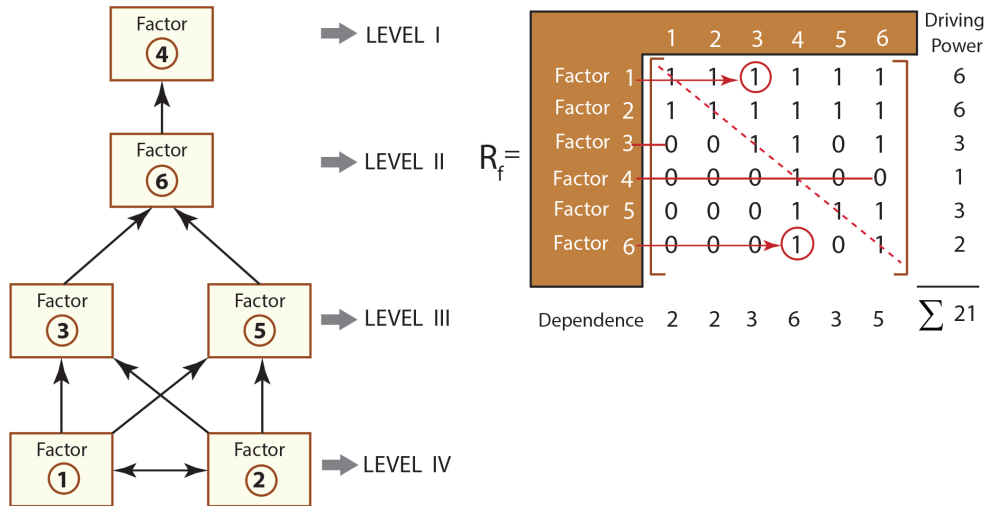 Factor
4
LEVEL I
Factor
6
LEVEL II
Factor
3
Factor
5
LEVEL III
Factor
1
Factor
2
LEVEL IV
Driving
Power
1 2 3 4 5 6
Rf=
Factor 1 1 1 1 1 1 1 6
Factor 2 1 1 1 1 1 1 6
Factor 3 0 0 1 1 0 1 3
Factor 4 0 0 0 1 0 0 1
Factor 5 0 0 0 1 1 1 3
Factor 6 0 0 0 1 0 1 2
Dependence 2 2 3 6 3 5 ∑ 21